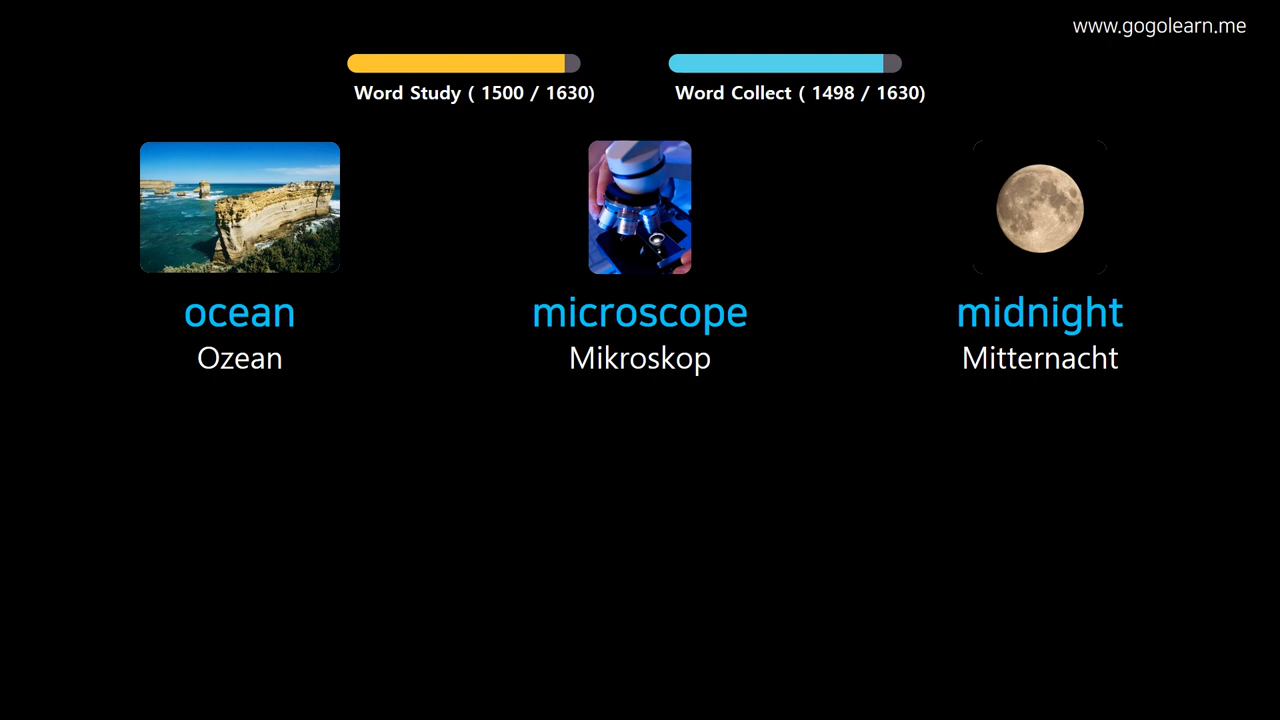 www.gogolearn.me
Word Study ( 1500 / 1630)
Word Collect ( 1498 / 1630)
ocean
Ozean
microscope
Mikroskop
midnight
Mitternacht